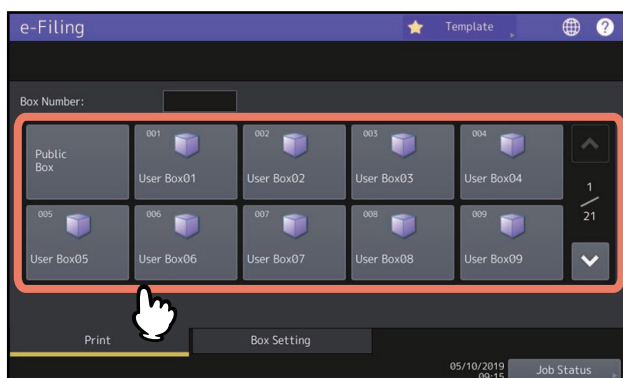 e-Filing
Template
?
Box Number:
Public
Box
001
User Box01
002
User Box02
003
User Box03
004
User Box04
1
21
005
User Box05
006
User Box06
007
User Box07
008
User Box08
009
User Box09
Print
Box Setting
05/10/2019
09:15
Job Status